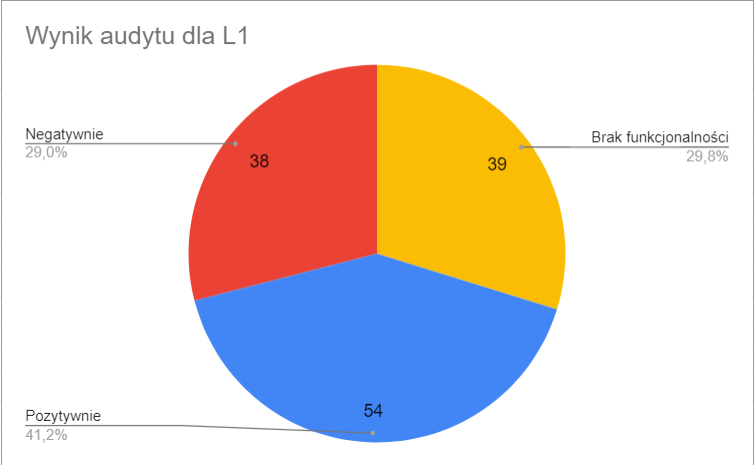 Wynik audytu dla L1
Negatywnie
29,0%
38
Brak funkcjonalności
29,8%
39
54
Pozytywnie
41,2%